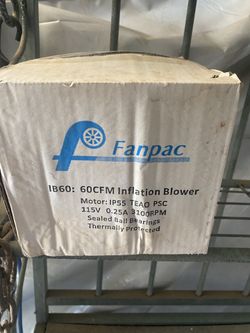 Fanpac
IB60: 60CFM Inflation Blower
Motor: IP55 TEAO PSC
115V 0.25A 3100RPM
Sealed Ball Bearings
Thermally Protected